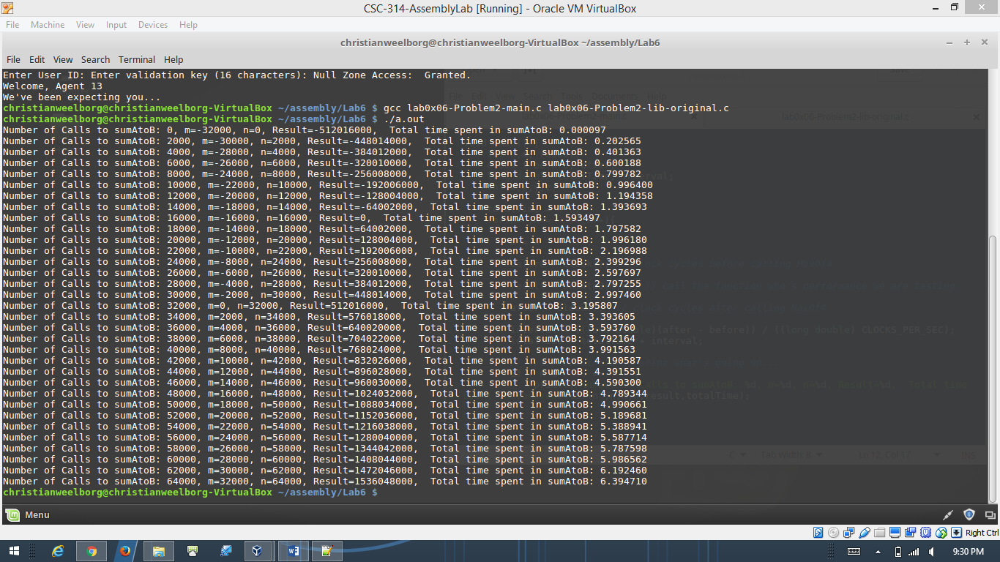 CSC-314-AssemblyLab [Running] - Oracle VM VirtualBox
File Machine View Input Devices Help
christianweelborg@christianweelborg-VirtualBox ~/assembly/Lab6
File Edit View Search Terminal Help
Enter User ID: Enter validation key (16 characters): Null Zone Access:  Granted.
Welcome, Agent 13
We've been expecting you...
christianweelborg@christianweelborg-VirtualBox ~/assembly/Lab6 $ gcc lab0x06-Problem2-main.c lab0x06-Problem2-lib-original.c
christianweelborg@christianweelborg-VirtualBox ~/assembly/Lab6 $ ./a.out
Number of Calls to sumAtoB: 0, m=-32000, n=0, Result=-512016000,  Total time spent in sumAtoB: 0.000097
Number of Calls to sumAtoB: 2000, m=-30000, n=2000, Result=-448014000,  Total time spent in sumAtoB: 0.202565
Number of Calls to sumAtoB: 4000, m=-28000, n=4000, Result=-384012000,  Total time spent in sumAtoB: 0.401363
Number of Calls to sumAtoB: 6000, m=-26000, n=6000, Result=-320010000,  Total time spent in sumAtoB: 0.600188
Number of Calls to sumAtoB: 8000, m=-24000, n=8000, Result=-256008000,  Total time spent in sumAtoB: 0.799782
Number of Calls to sumAtoB: 10000, m=-22000, n=10000, Result=-192006000,  Total time spent in sumAtoB: 0.996400
Number of Calls to sumAtoB: 12000, m=-20000, n=12000, Result=-128004000,  Total time spent in sumAtoB: 1.194358
Number of Calls to sumAtoB: 14000, m=-18000, n=14000, Result=-64002000,  Total time spent in sumAtoB: 1.393693
Number of Calls to sumAtoB: 16000, m=-16000, n=16000, Result=0,  Total time spent in sumAtoB: 1.593497
Number of Calls to sumAtoB: 18000, m=-14000, n=18000, Result=64002000,  Total time spent in sumAtoB: 1.797582
Number of Calls to sumAtoB: 20000, m=-12000, n=20000, Result=128004000,  Total time spent in sumAtoB: 1.996180
Number of Calls to sumAtoB: 22000, m=-10000, n=22000, Result=192006000,  Total time spent in sumAtoB: 2.196988
Number of Calls to sumAtoB: 24000, m=-8000, n=24000, Result=256008000,  Total time spent in sumAtoB: 2.399296
Number of Calls to sumAtoB: 26000, m=-6000, n=26000, Result=320010000,  Total time spent in sumAtoB: 2.597697
Number of Calls to sumAtoB: 28000, m=-4000, n=28000, Result=384012000,  Total time spent in sumAtoB: 2.797255
Number of Calls to sumAtoB: 30000, m=-2000, n=30000, Result=448014000,  Total time spent in sumAtoB: 2.997460
Number of Calls to sumAtoB: 32000, m=0, n=32000, Result=512016000,  Total time spent in sumAtoB: 3.195807
Number of Calls to sumAtoB: 34000, m=2000, n=34000, Result=576018000,  Total time spent in sumAtoB: 3.393605
Number of Calls to sumAtoB: 36000, m=4000, n=36000, Result=640020000,  Total time spent in sumAtoB: 3.593760
Number of Calls to sumAtoB: 38000, m=6000, n=38000, Result=704022000,  Total time spent in sumAtoB: 3.792164
Number of Calls to sumAtoB: 40000, m=8000, n=40000, Result=768024000,  Total time spent in sumAtoB: 3.991563
Number of Calls to sumAtoB: 42000, m=10000, n=42000, Result=832026000,  Total time spent in sumAtoB: 4.190587
Number of Calls to sumAtoB: 44000, m=12000, n=44000, Result=896028000,  Total time spent in sumAtoB: 4.391551
Number of Calls to sumAtoB: 46000, m=14000, n=46000, Result=960030000,  Total time spent in sumAtoB: 4.590300
Number of Calls to sumAtoB: 48000, m=16000, n=48000, Result=1024032000,  Total time spent in sumAtoB: 4.789344
Number of Calls to sumAtoB: 50000, m=18000, n=50000, Result=1088034000,  Total time spent in sumAtoB: 4.990661
Number of Calls to sumAtoB: 52000, m=20000, n=52000, Result=1152036000,  Total time spent in sumAtoB: 5.189681
Number of Calls to sumAtoB: 54000, m=22000, n=54000, Result=1216038000,  Total time spent in sumAtoB: 5.388941
Number of Calls to sumAtoB: 56000, m=24000, n=56000, Result=1280040000,  Total time spent in sumAtoB: 5.587714
Number of Calls to sumAtoB: 58000, m=26000, n=58000, Result=1344042000,  Total time spent in sumAtoB: 5.787598
Number of Calls to sumAtoB: 60000, m=28000, n=60000, Result=1408044000,  Total time spent in sumAtoB: 5.986562
Number of Calls to sumAtoB: 62000, m=30000, n=62000, Result=1472046000,  Total time spent in sumAtoB: 6.192460
Number of Calls to sumAtoB: 64000, m=32000, n=64000, Result=1536048000,  Total time spent in sumAtoB: 6.394710
christianweelborg@christianweelborg-VirtualBox ~/assembly/Lab6 $
Menu
Right Ctrl
9:30 PM